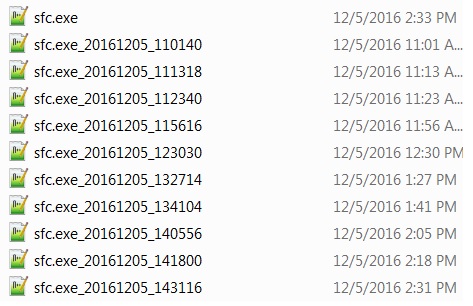 sfc.exe 12/5/2016 2:33 PM
sfc.exe_20161205_110140 12/5/2016 11:01 A...
sfc.exe_20161205_111318 12/5/2016 11:13 A...
sfc.exe_20161205_112340 12/5/2016 11:23 A...
sfc.exe_20161205_115616 12/5/2016 11:56 A...
sfc.exe_20161205_123030 12/5/2016 12:30 PM
sfc.exe_20161205_132714 12/5/2016 1:27 PM
sfc.exe_20161205_134104 12/5/2016 1:41 PM
sfc.exe_20161205_140556 12/5/2016 2:05 PM
sfc.exe_20161205_141800 12/5/2016 2:18 PM
sfc.exe_20161205_143116 12/5/2016 2:31 PM